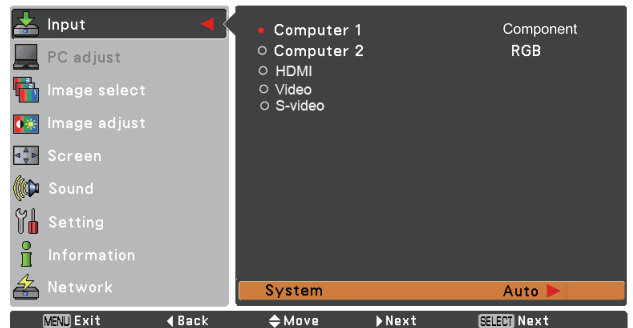 Input
PC adjust
Image select
Image adjust
Screen
Sound
Setting
Information
Network
Computer 1 Component
Computer 2 RGB
HDMI
Video
S-video
System Auto
MENU Exit Back Move Next SELECT Next